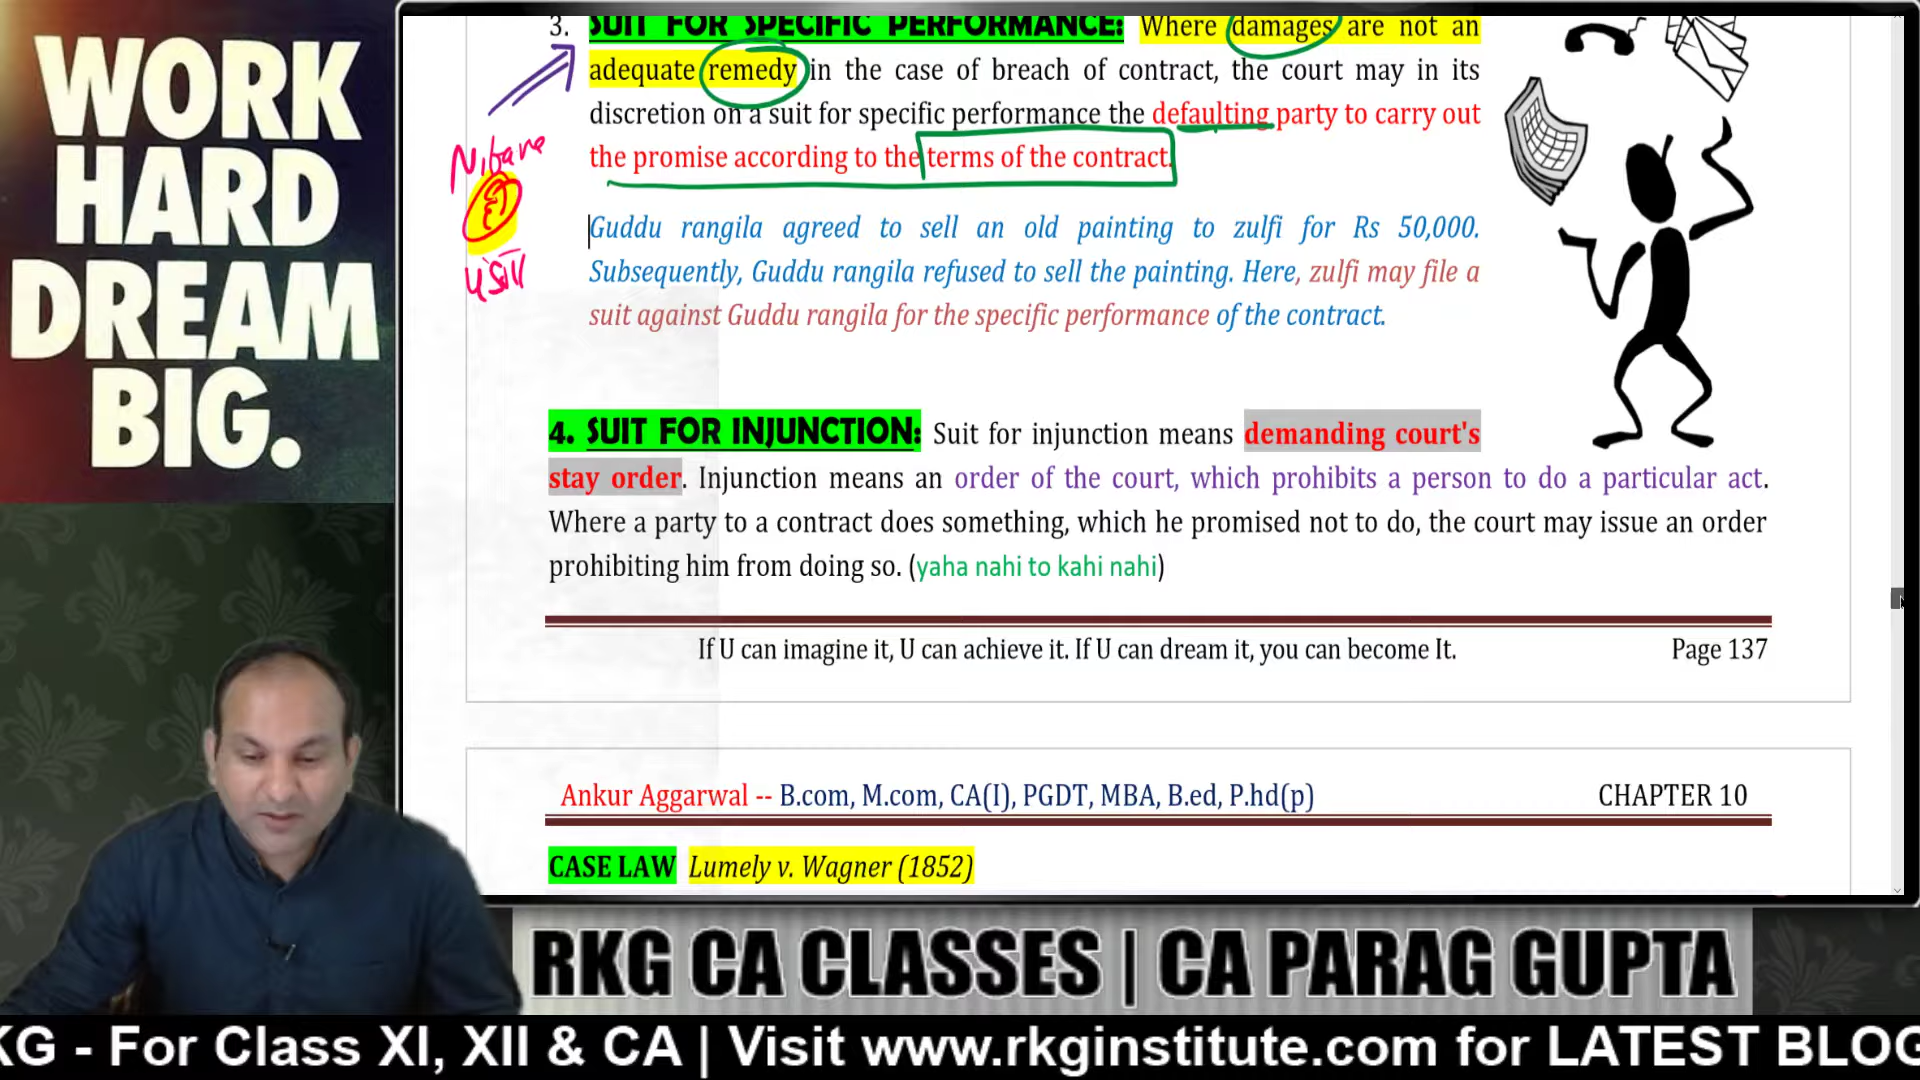 WORK
HARD
DREAM
BIG.
3. SUIT FOR SPECIFIC PERFORMANCE: Where damages are not an
adequate remedy in the case of breach of contract, the court may in its
discretion on a suit for specific performance the defaulting party to carry out
the promise according to the terms of the contract.
Guddu rangila agreed to sell an old painting to zulfi for Rs 50,000.
Subsequently, Guddu rangila refused to sell the painting. Here, zulfi may file a
suit against Guddu rangila for the specific performance of the contract.
4. SUIT FOR INJUNCTION: Suit for injunction means demanding court's
stay order. Injunction means an order of the court, which prohibits a person to do a particular act.
Where a party to a contract does something, which he promised not to do, the court may issue an order
prohibiting him from doing so. (yaha nahi to kahi nahi)
If U can imagine it, U can achieve it. If U can dream it, you can become It.
Page 137
Ankur Aggarwal -- B.com, M.com, CA(I), PGDT, MBA, B.ed, P.hd(p)
CHAPTER 10
CASE LAW Lumely v. Wagner (1852)
RKG CA CLASSES | CA PARAG GUPTA
KG - For Class XI, XII & CA | Visit www.rkginstitute.com for LATEST BLOG